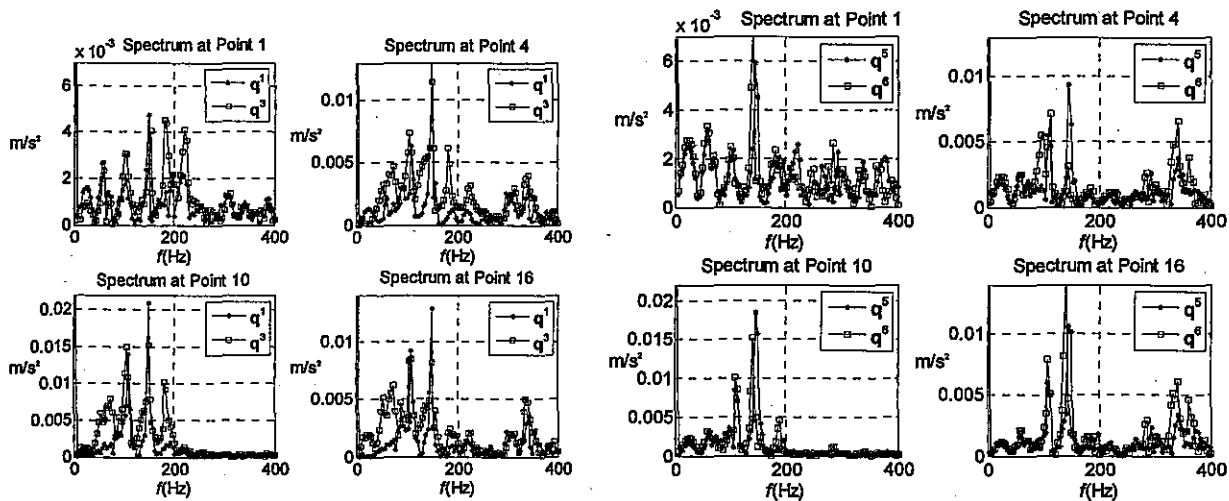 x 10⁻³ Spectrum at Point 1
6
4
m/s²
2
0
0 200 400
f(Hz)
q¹
q³
Spectrum at Point 4
0.01
0.005
m/s²
0
0 200 400
f(Hz)
q¹
q³
x 10⁻³ Spectrum at Point 1
6
4
m/s²
2
0
0 200 400
f(Hz)
q⁵
q⁶
Spectrum at Point 4
0.01
0.005
m/s²
0
0 200 400
f(Hz)
q⁵
q⁶
Spectrum at Point 10
0.02
0.015
0.01
m/s²
0.005
0
0 200 400
f(Hz)
q¹
q³
Spectrum at Point 16
0.01
m/s²
0.005
0
0 200 400
f(Hz)
q¹
q³
Spectrum at Point 10
0.02
0.015
0.01
m/s²
0.005
0
0 200 400
f(Hz)
q⁵
q⁶
Spectrum at Point 16
0.01
m/s²
0.005
0
0 200 400
f(Hz)
q⁵
q⁶